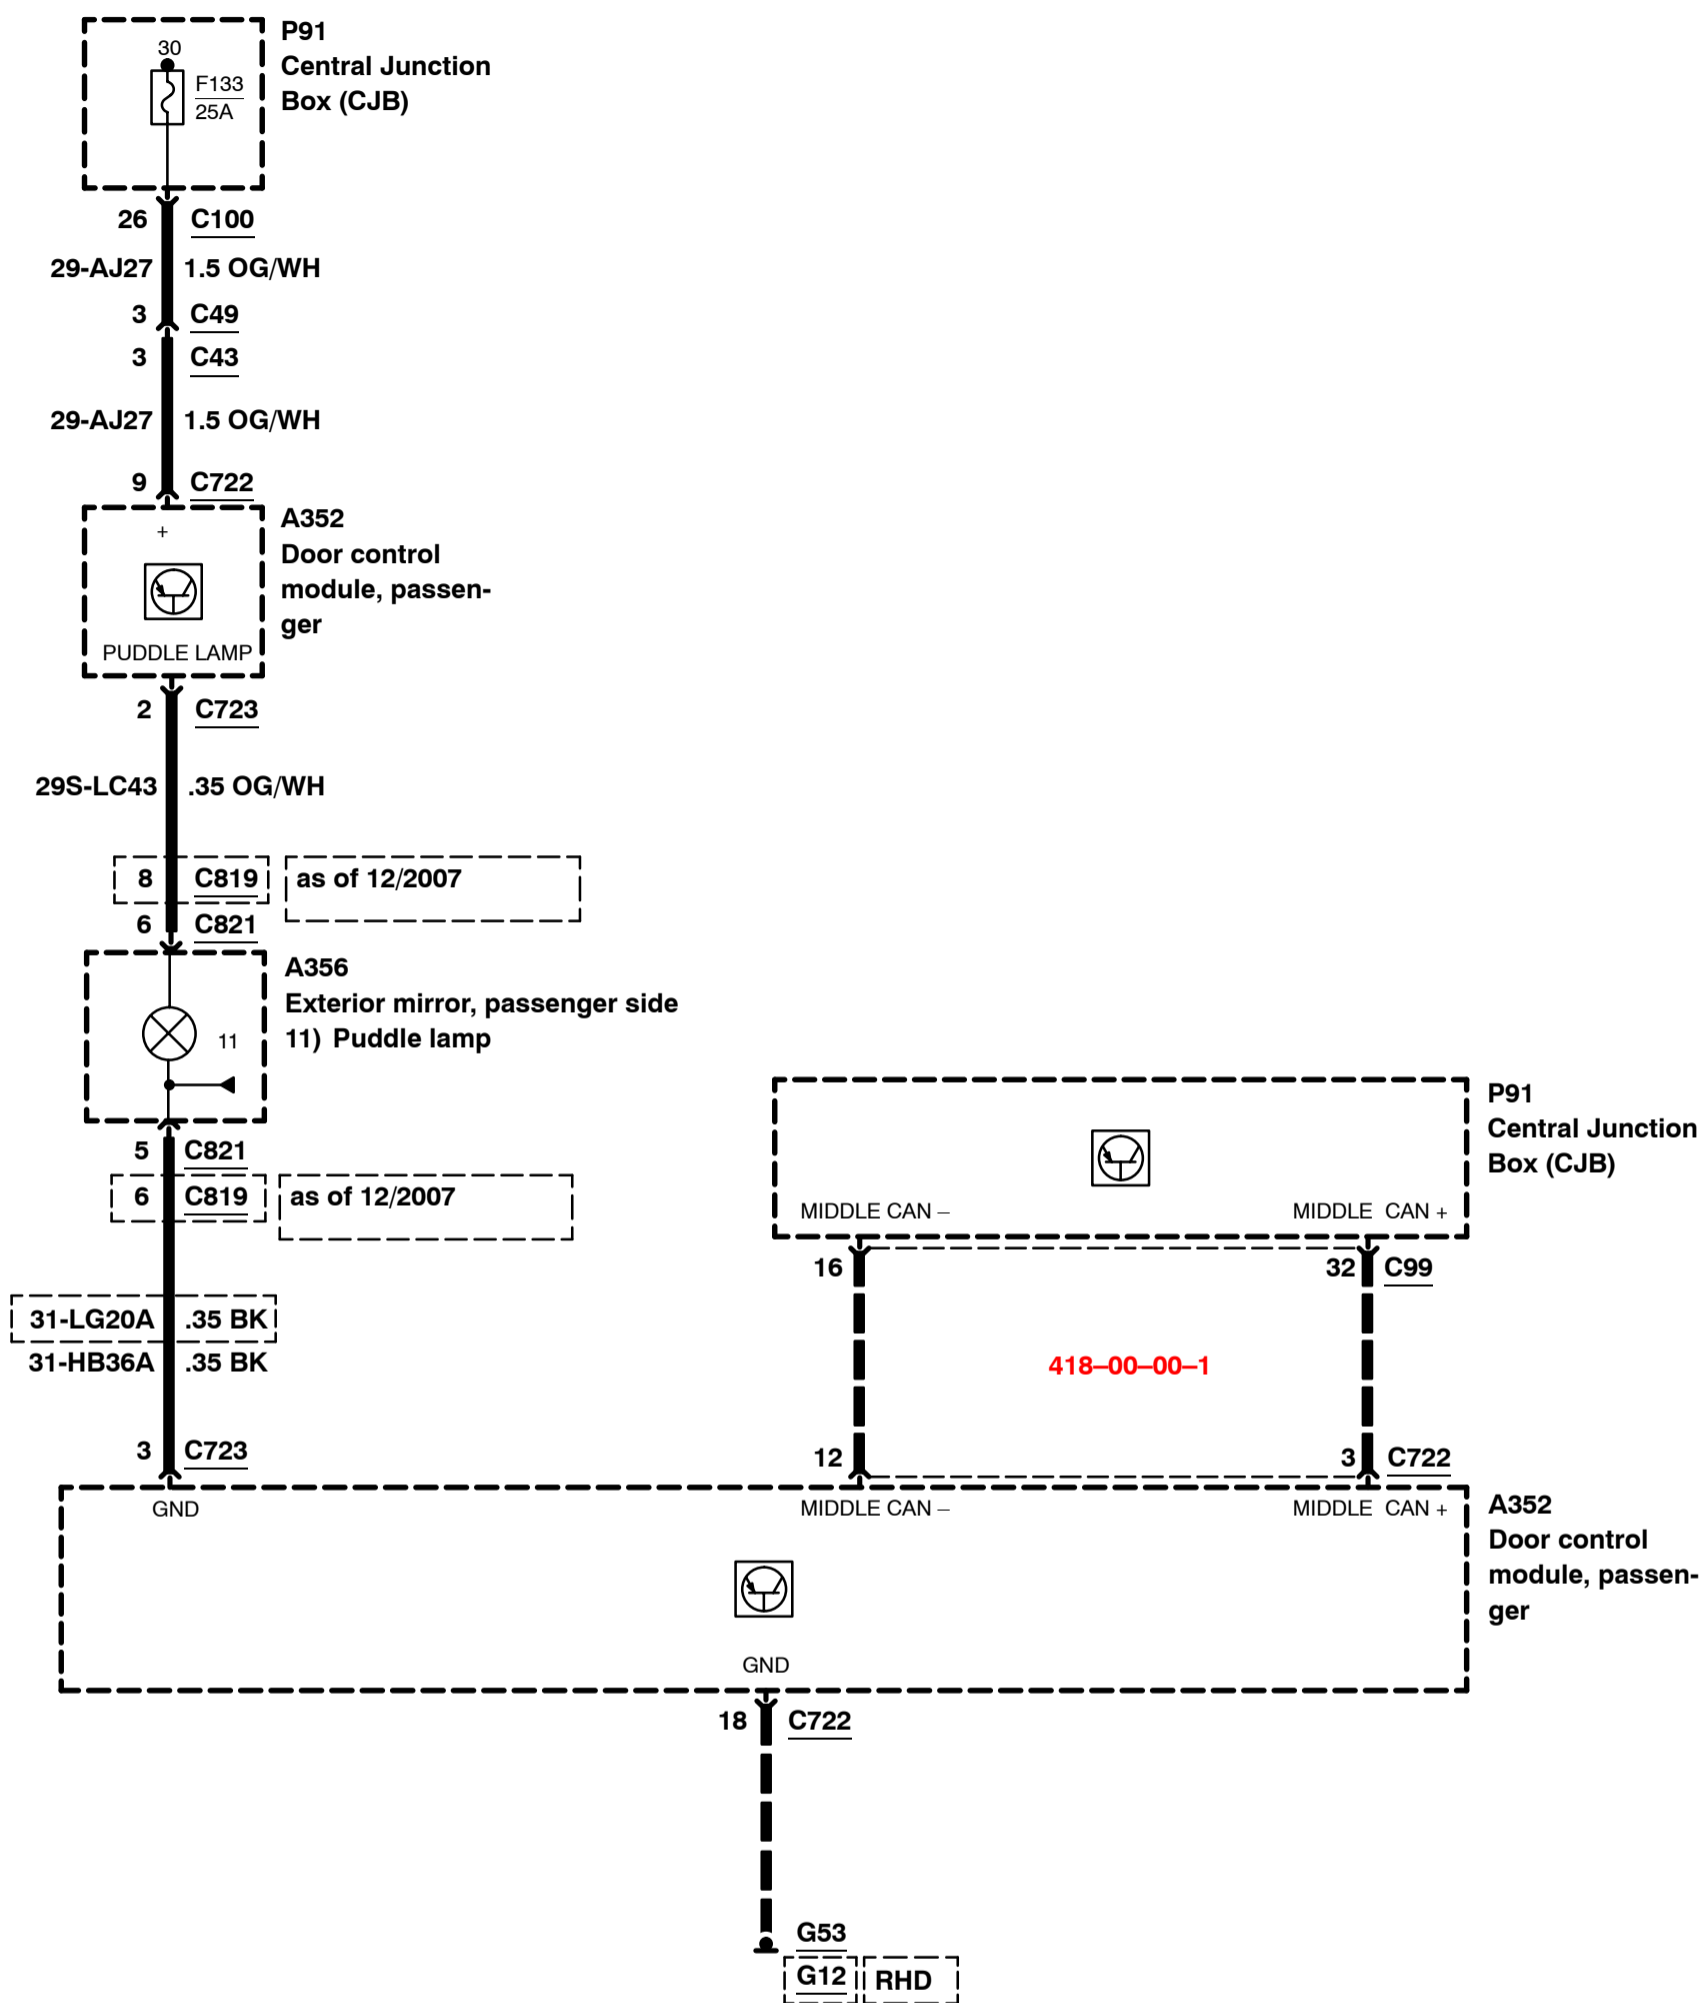 P91
30
Central Junction
F133
Box (CJB)
25A
26 C100
29-AJ27 1.5 OG/WH
3 C49
3 C43
29-AJ27 1.5 OG/WH
9 C722
A352
+
Door control
module, passen-
ger
PUDDLE LAMP
2 C723
29S-LC43 .35 OG/WH
8 C819 as of 12/2007
6 C821
A356
Exterior mirror, passenger side
11) Puddle lamp
11
5 C821
6 C819 as of 12/2007
31-LG20A .35 BK
31-HB36A .35 BK
3 C723
GND
P91
Central Junction
Box (CJB)
MIDDLE CAN – MIDDLE CAN +
16 32 C99
418–00–00–1
12 3 C722
MIDDLE CAN – MIDDLE CAN +
A352
Door control
module, passen-
ger
GND
18 C722
G53
G12 RHD